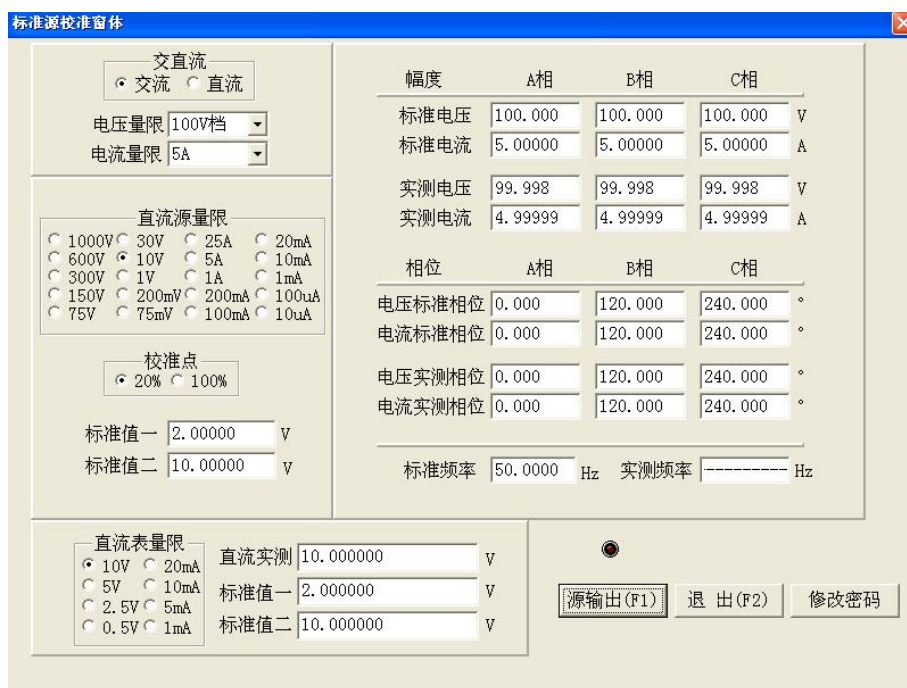 标准源校准窗体
交直流
交流 直流
电压量限 100V档
电流量限 5A
直流源量限
1000V 30V 25A 20mA
600V 10V 5A 10mA
300V 1V 1A 1mA
150V 200mV 200mA 100uA
75V 75mV 100mA 10uA
校准点
20% 100%
标准值一 2.00000 V
标准值二 10.00000 V
幅度 A相 B相 C相
标准电压 100.000 100.000 100.000 V
标准电流 5.00000 5.00000 5.00000 A
实测电压 99.998 99.998 99.998 V
实测电流 4.99999 4.99999 4.99999 A
相位 A相 B相 C相
电压标准相位 0.000 120.000 240.000 °
电流标准相位 0.000 120.000 240.000 °
电压实测相位 0.000 120.000 240.000 °
电流实测相位 0.000 120.000 240.000 °
标准频率 50.0000 Hz 实测频率 --------- Hz
直流表量限
10V 20mA
5V 10mA
2.5V 5mA
0.5V 1mA
直流实测 10.000000 V
标准值一 2.000000 V
标准值二 10.000000 V
源输出(F1) 退 出(F2) 修改密码